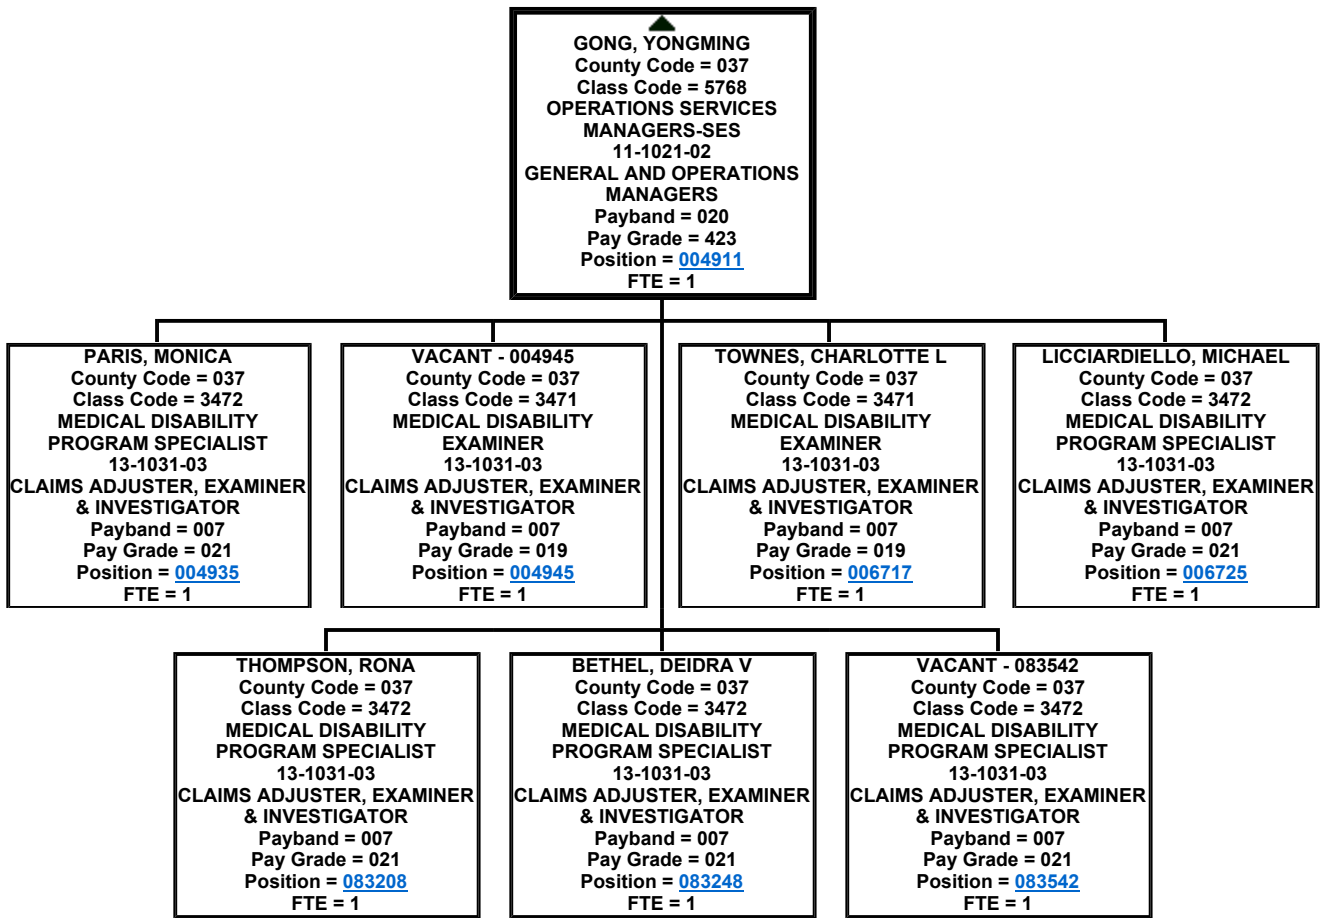 GONG, YONGMING
County Code = 037
Class Code = 5768
OPERATIONS SERVICES
MANAGERS-SES
11-1021-02
GENERAL AND OPERATIONS
MANAGERS
Payband = 020
Pay Grade = 423
Position = 004911
FTE = 1
PARIS, MONICA
County Code = 037
Class Code = 3472
MEDICAL DISABILITY
PROGRAM SPECIALIST
13-1031-03
CLAIMS ADJUSTER, EXAMINER
& INVESTIGATOR
Payband = 007
Pay Grade = 021
Position = 004935
FTE = 1
VACANT - 004945
County Code = 037
Class Code = 3471
MEDICAL DISABILITY
EXAMINER
13-1031-03
CLAIMS ADJUSTER, EXAMINER
& INVESTIGATOR
Payband = 007
Pay Grade = 019
Position = 004945
FTE = 1
TOWNES, CHARLOTTE L
County Code = 037
Class Code = 3471
MEDICAL DISABILITY
EXAMINER
13-1031-03
CLAIMS ADJUSTER, EXAMINER
& INVESTIGATOR
Payband = 007
Pay Grade = 019
Position = 006717
FTE = 1
LICCIARDIELLO, MICHAEL
County Code = 037
Class Code = 3472
MEDICAL DISABILITY
PROGRAM SPECIALIST
13-1031-03
CLAIMS ADJUSTER, EXAMINER
& INVESTIGATOR
Payband = 007
Pay Grade = 021
Position = 006725
FTE = 1
THOMPSON, RONA
County Code = 037
Class Code = 3472
MEDICAL DISABILITY
PROGRAM SPECIALIST
13-1031-03
CLAIMS ADJUSTER, EXAMINER
& INVESTIGATOR
Payband = 007
Pay Grade = 021
Position = 083208
FTE = 1
BETHEL, DEIDRA V
County Code = 037
Class Code = 3472
MEDICAL DISABILITY
PROGRAM SPECIALIST
13-1031-03
CLAIMS ADJUSTER, EXAMINER
& INVESTIGATOR
Payband = 007
Pay Grade = 021
Position = 083248
FTE = 1
VACANT - 083542
County Code = 037
Class Code = 3472
MEDICAL DISABILITY
PROGRAM SPECIALIST
13-1031-03
CLAIMS ADJUSTER, EXAMINER
& INVESTIGATOR
Payband = 007
Pay Grade = 021
Position = 083542
FTE = 1